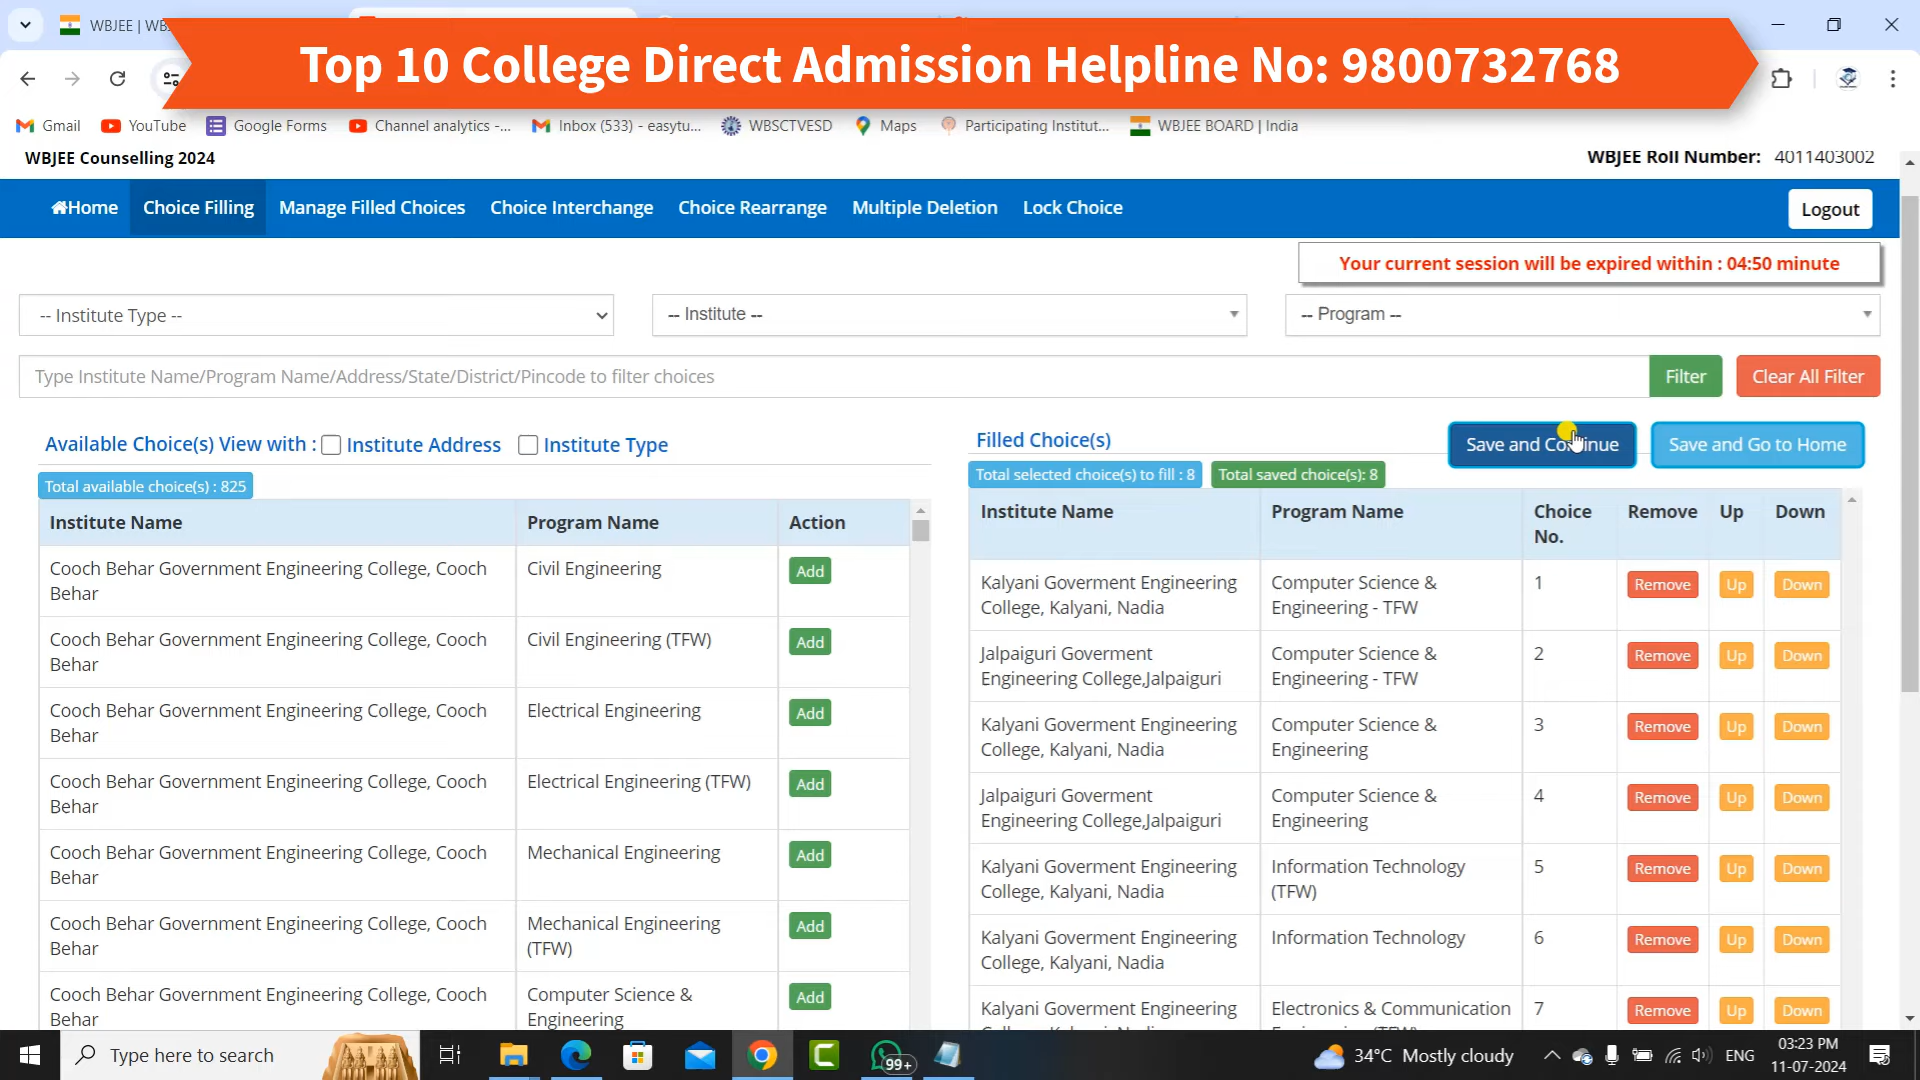 WBJEE | WB
Top 10 College Direct Admission Helpline No: 9800732768
Gmail
YouTube
Google Forms
Channel analytics -...
Inbox (533) - easytu...
WBSCTVESD
Maps
Participating Institut...
WBJEE BOARD | India
WBJEE Counselling 2024
WBJEE Roll Number: 4011403002
Home
Choice Filling
Manage Filled Choices
Choice Interchange
Choice Rearrange
Multiple Deletion
Lock Choice
Logout
Your current session will be expired within : 04:50 minute
-- Institute Type --
-- Institute --
-- Program --
Type Institute Name/Program Name/Address/State/District/Pincode to filter choices
Filter
Clear All Filter
Available Choice(s) View with :
Institute Address
Institute Type
Total available choice(s) : 825
Institute Name
Program Name
Action
Cooch Behar Government Engineering College, Cooch
Behar
Civil Engineering
Add
Cooch Behar Government Engineering College, Cooch
Behar
Civil Engineering (TFW)
Add
Cooch Behar Government Engineering College, Cooch
Behar
Electrical Engineering
Add
Cooch Behar Government Engineering College, Cooch
Behar
Electrical Engineering (TFW)
Add
Cooch Behar Government Engineering College, Cooch
Behar
Mechanical Engineering
Add
Cooch Behar Government Engineering College, Cooch
Behar
Mechanical Engineering
(TFW)
Add
Cooch Behar Government Engineering College, Cooch
Behar
Computer Science &
Engineering
Add
Filled Choice(s)
Save and Continue
Save and Go to Home
Total selected choice(s) to fill : 8
Total saved choice(s): 8
Institute Name
Program Name
Choice
No.
Remove
Up
Down
Kalyani Goverment Engineering
College, Kalyani, Nadia
Computer Science &
Engineering - TFW
1
Remove
Up
Down
Jalpaiguri Goverment
Engineering College,Jalpaiguri
Computer Science &
Engineering - TFW
2
Remove
Up
Down
Kalyani Goverment Engineering
College, Kalyani, Nadia
Computer Science &
Engineering
3
Remove
Up
Down
Jalpaiguri Goverment
Engineering College,Jalpaiguri
Computer Science &
Engineering
4
Remove
Up
Down
Kalyani Goverment Engineering
College, Kalyani, Nadia
Information Technology
(TFW)
5
Remove
Up
Down
Kalyani Goverment Engineering
College, Kalyani, Nadia
Information Technology
6
Remove
Up
Down
Kalyani Goverment Engineering
College, Kalyani, Nadia
Electronics & Communication
Engineering (TFW)
7
Remove
Up
Down
Type here to search
99+
34°C Mostly cloudy
ENG
03:23 PM
11-07-2024